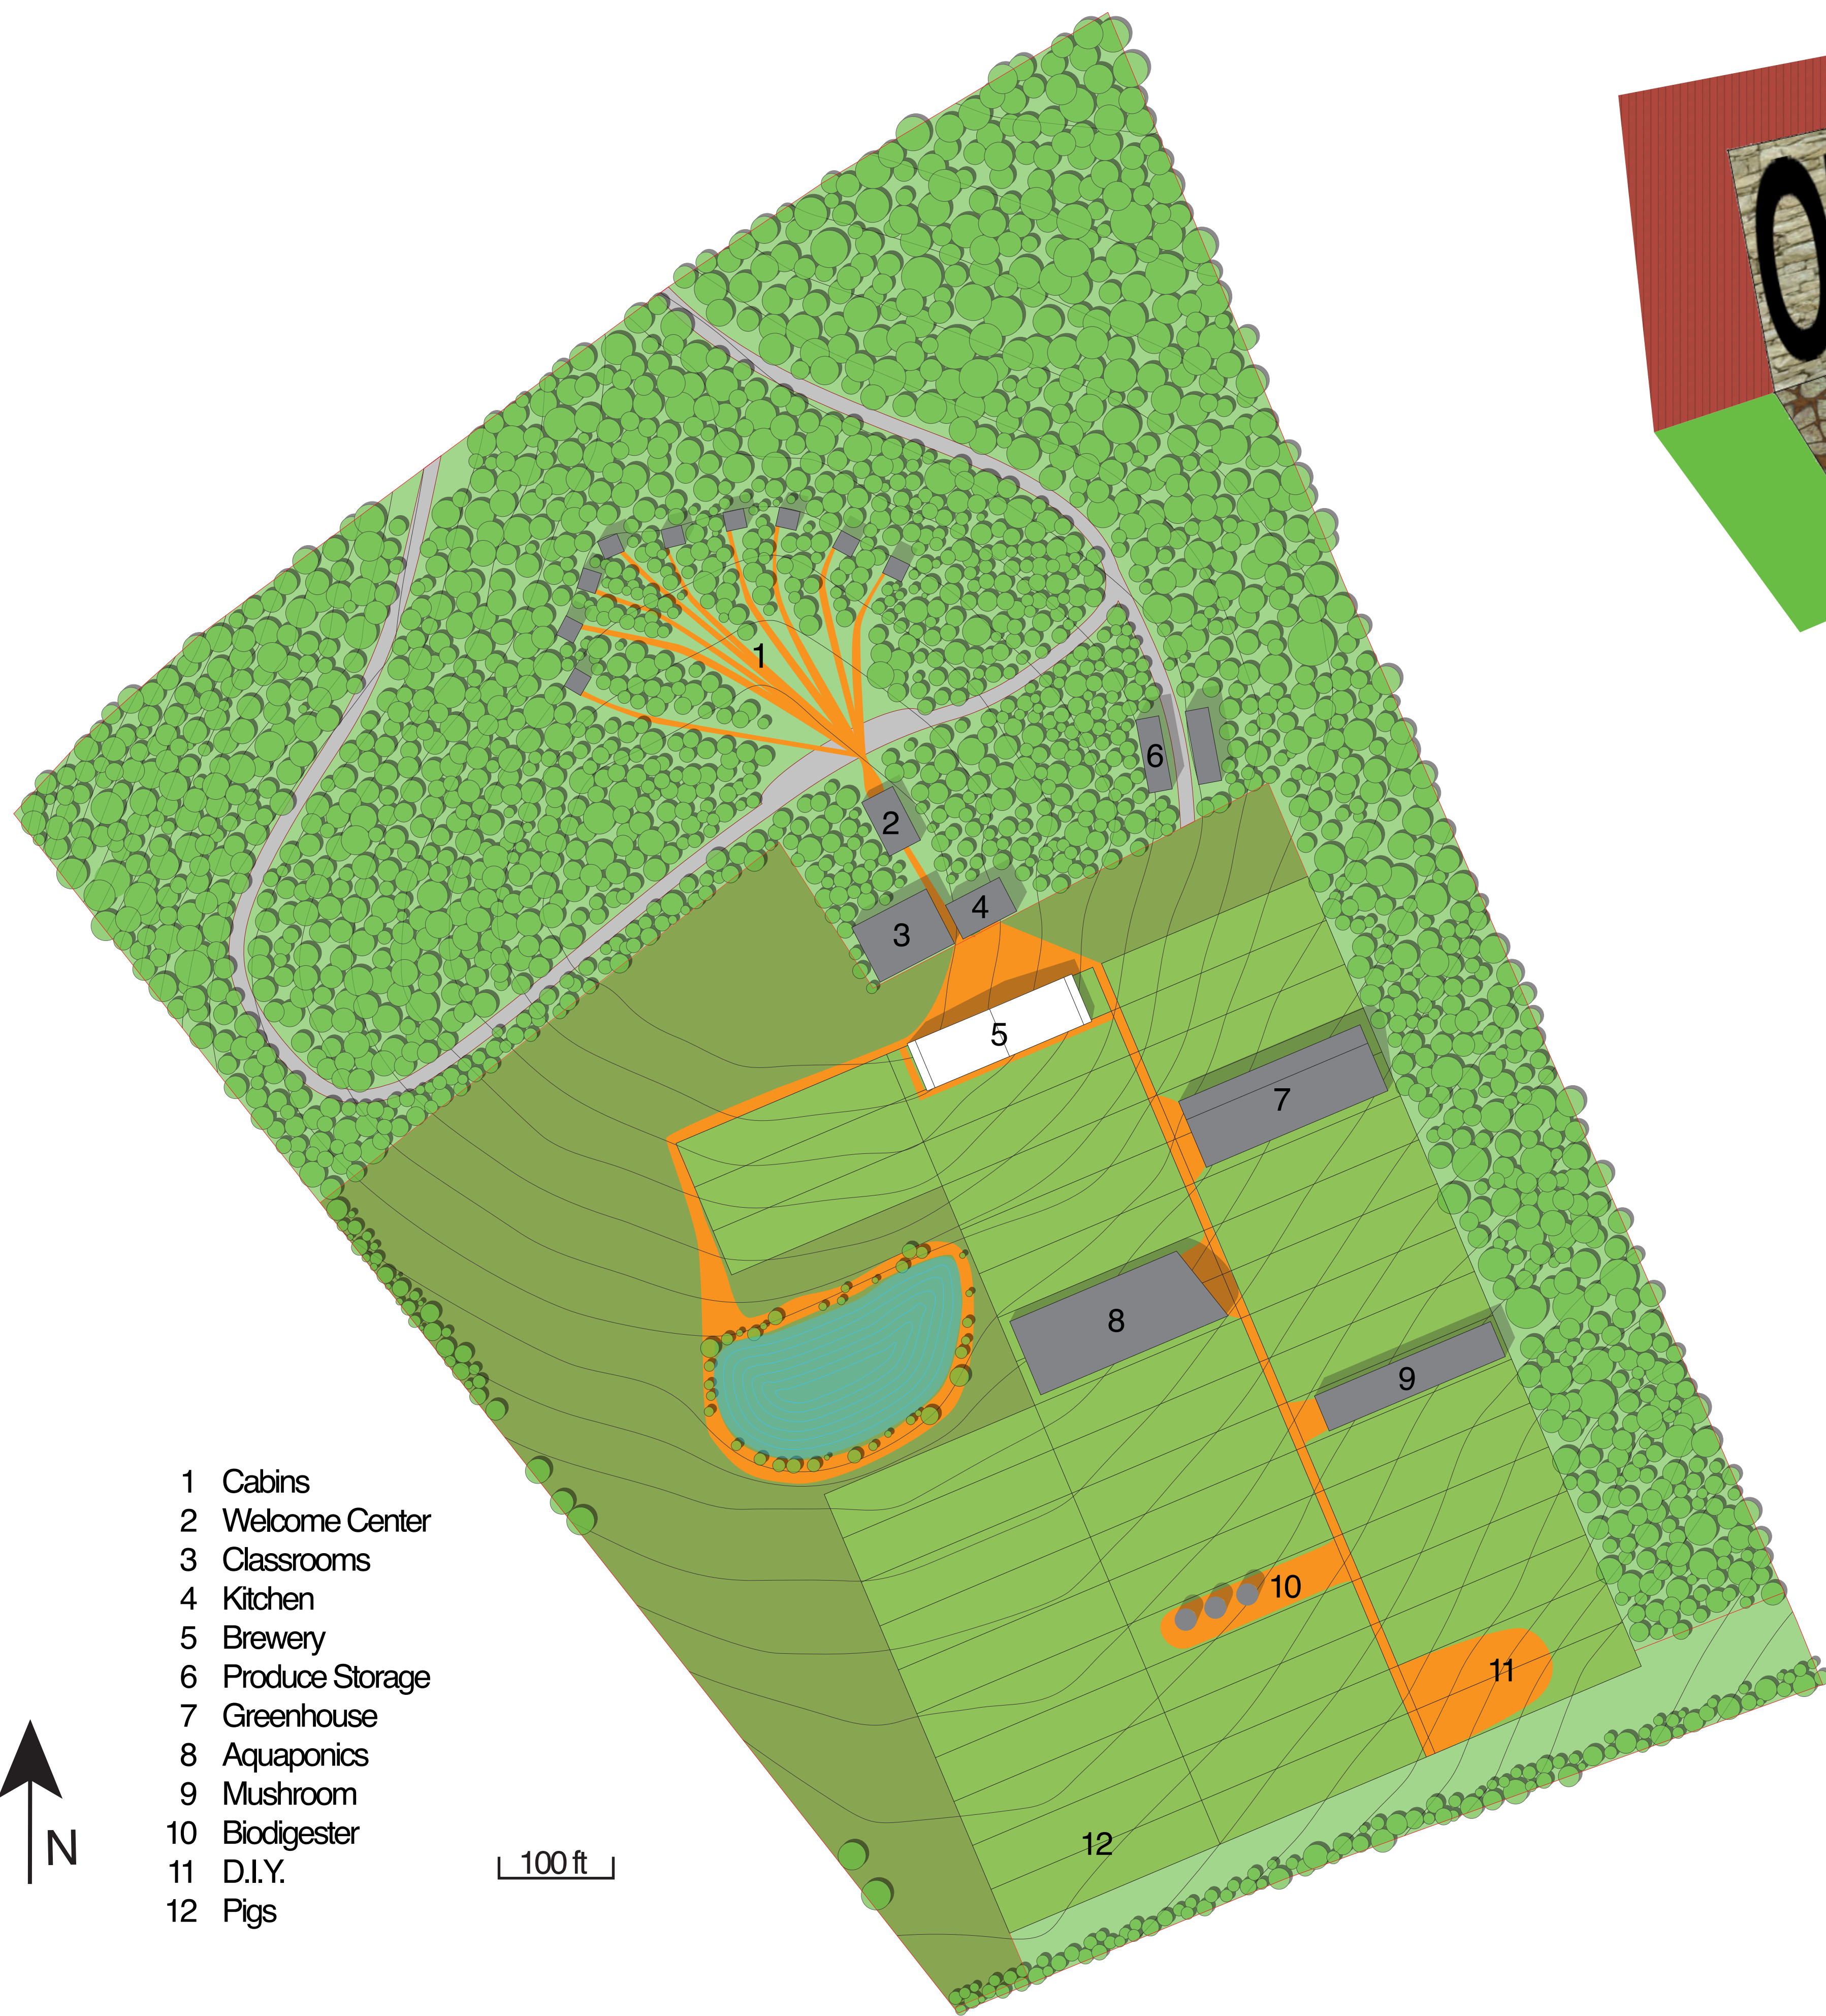 1
6
2
4
3
5
7
8
9
10
11
12
1 Cabins
2 Welcome Center
3 Classrooms
4 Kitchen
5 Brewery
6 Produce Storage
7 Greenhouse
8 Aquaponics
9 Mushroom
10 Biodigester
11 D.I.Y.
12 Pigs
N
100 ft